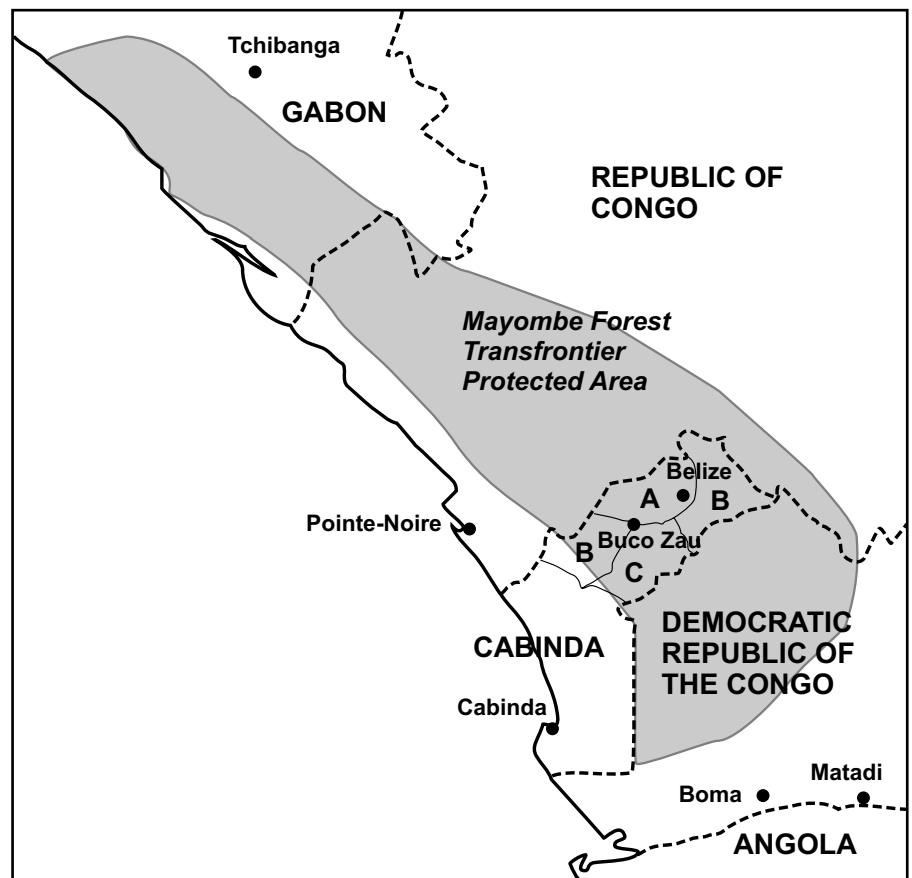 Tchibanga
GABON
REPUBLIC OF
CONGO
Mayombe Forest
Transfrontier
Protected Area
Belize
A
B
Pointe-Noire
B
Buco Zau
C
DEMOCRATIC
REPUBLIC OF
THE CONGO
CABINDA
Cabinda
Boma
Matadi
ANGOLA